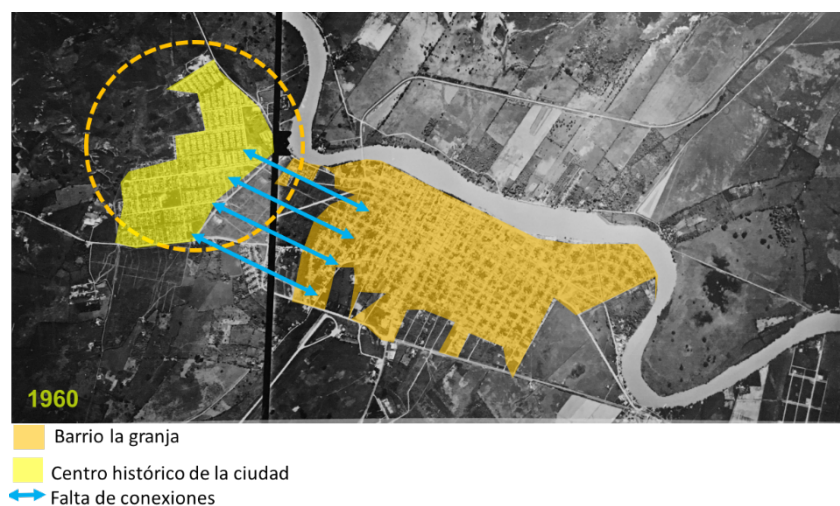 1960
Barrio la granja
Centro histórico de la ciudad
Falta de conexiones